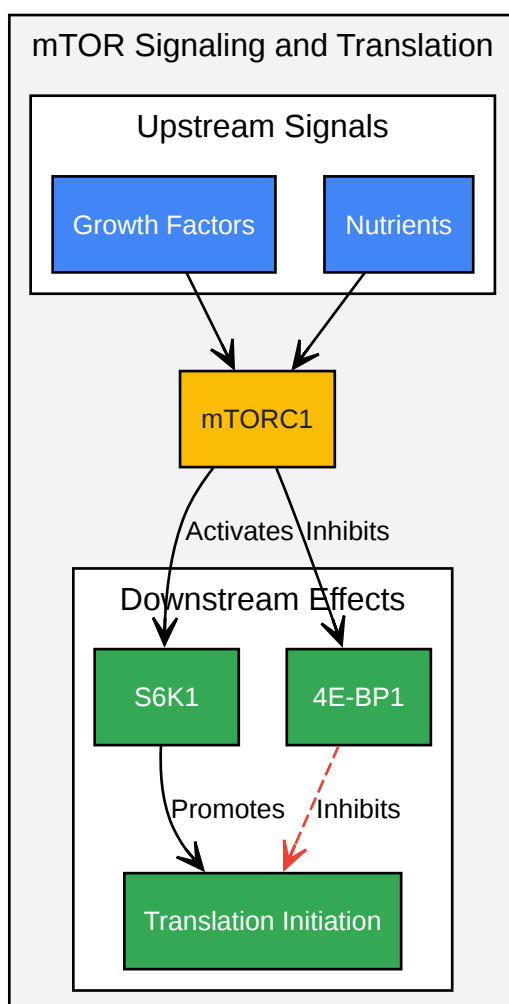 mTOR Signaling and Translation
Upstream Signals
Growth Factors
Nutrients
mTORC1
Activates
Inhibits
Downstream Effects
S6K1
4E-BP1
Promotes
Inhibits
Translation Initiation